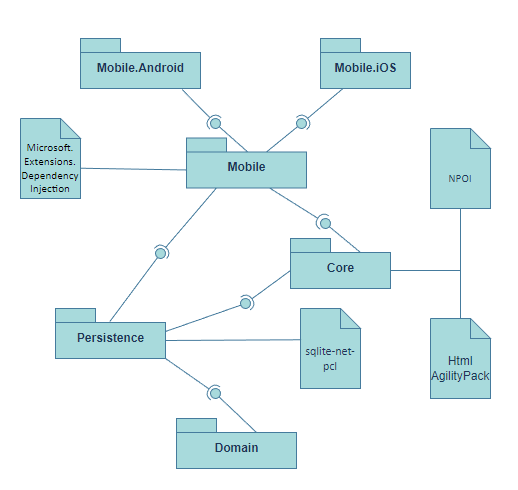 Mobile.Android
Mobile.iOS
Microsoft.
Extensions.
Dependency
Injection
Mobile
NPOI
Core
Persistence
sqlite-net-
pcl
Html
AgilityPack
Domain